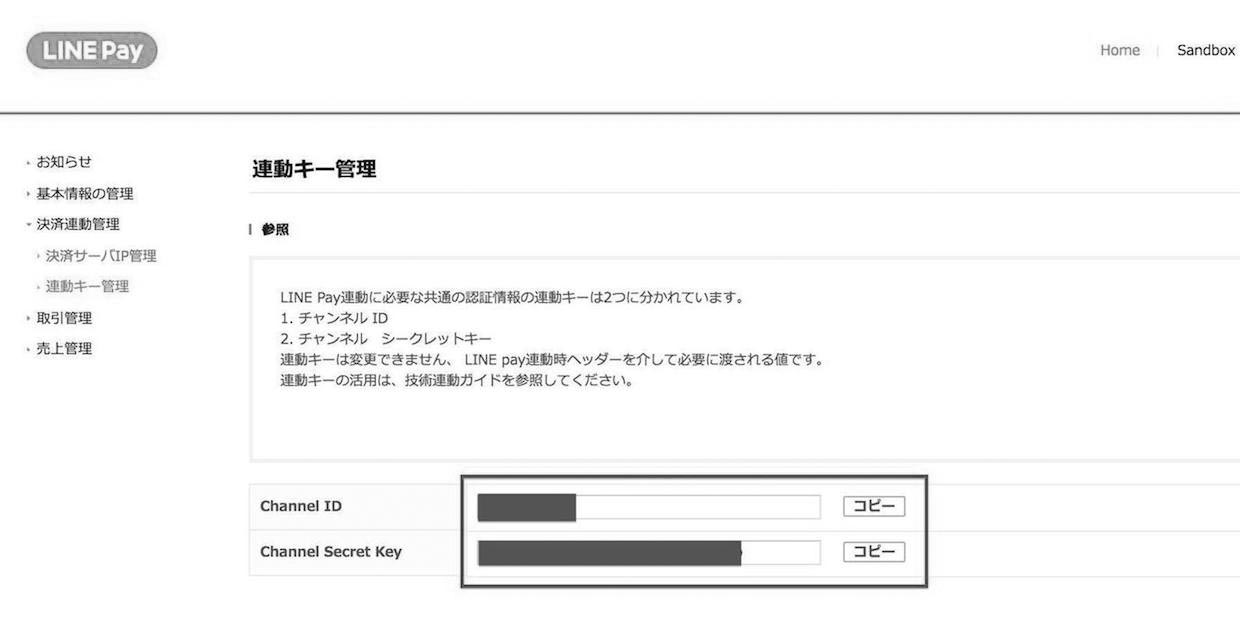 LINE Pay
Home
Sandbox
お知らせ
基本情報の管理
決済連動管理
決済サーバIP管理
連動キー管理
取引管理
売上管理
連動キー管理
参照
LINE Pay連動に必要な共通の認証情報の連動キーは2つに分かれています。
1. チャンネル ID
2. チャンネル　シークレットキー
連動キーは変更できません、 LINE pay連動時ヘッダーを介して必要に渡される値です。
連動キーの活用は、技術連動ガイドを参照してください。
Channel ID
コピー
Channel Secret Key
コピー